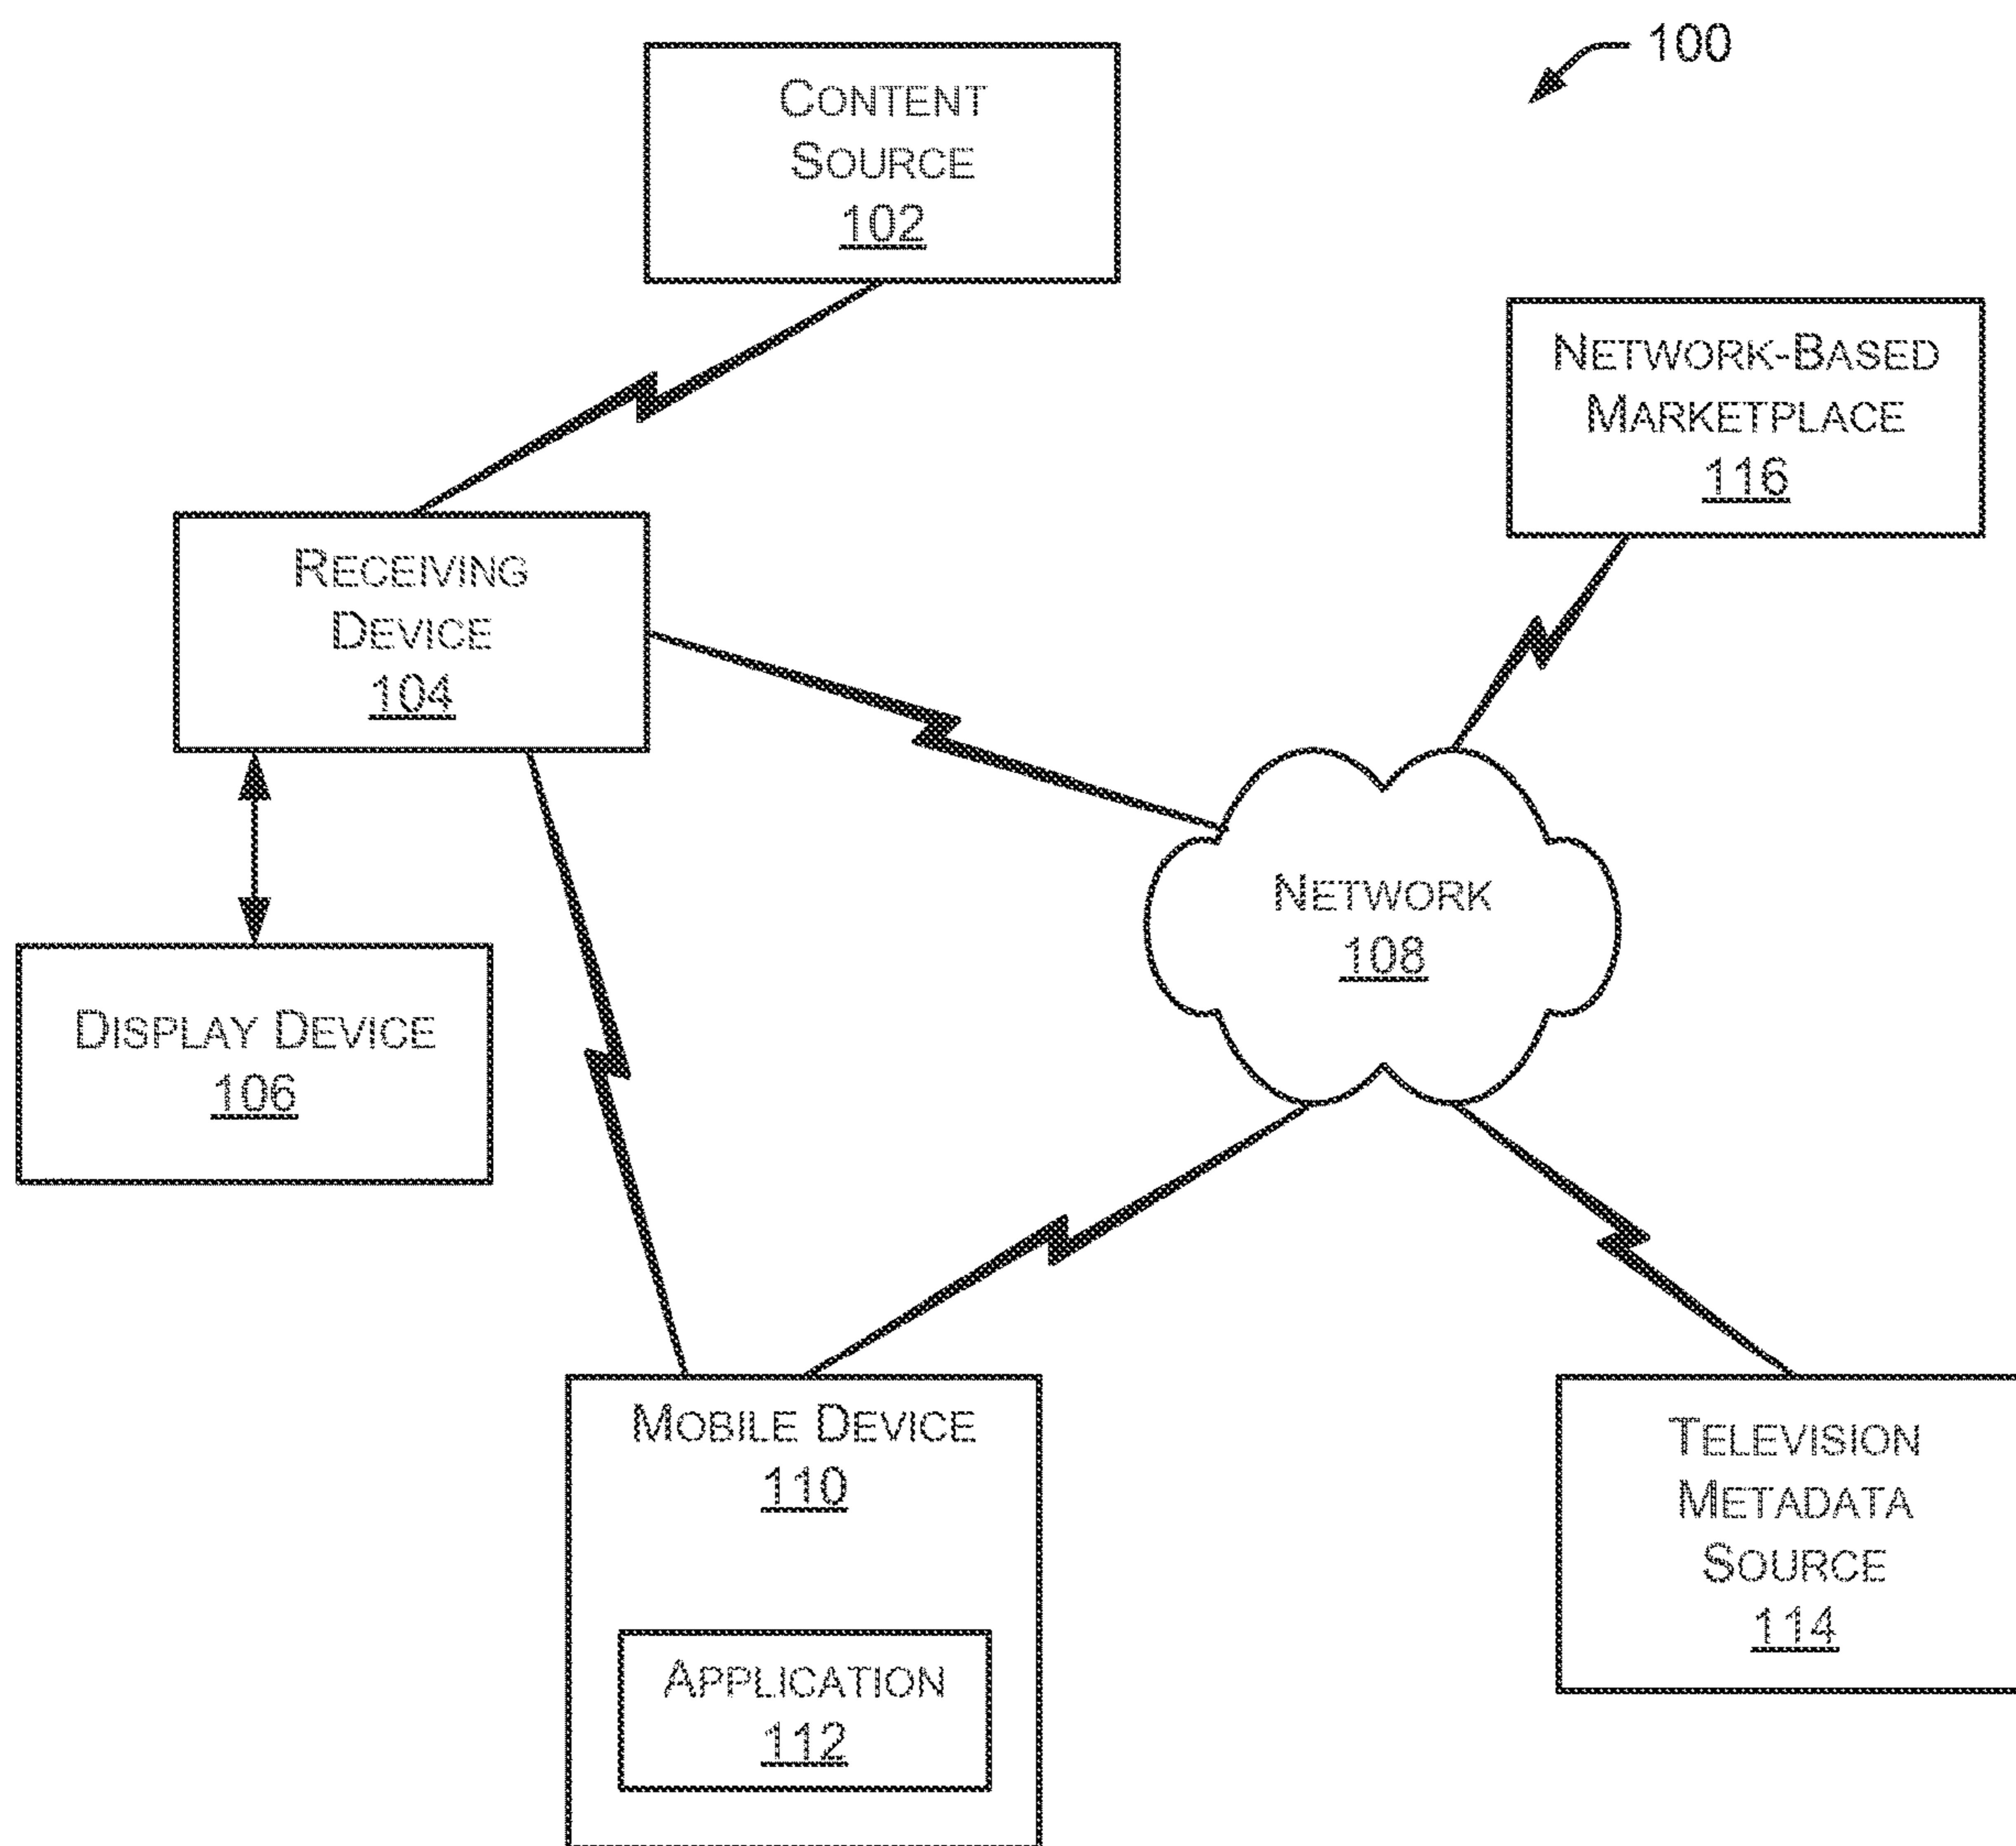 100
CONTENT
SOURCE
102
NETWORK-BASED
MARKETPLACE
116
RECEIVING
DEVICE
104
NETWORK
108
DISPLAY DEVICE
106
MOBILE DEVICE
110
TELEVISION
METADATA
SOURCE
114
APPLICATION
112